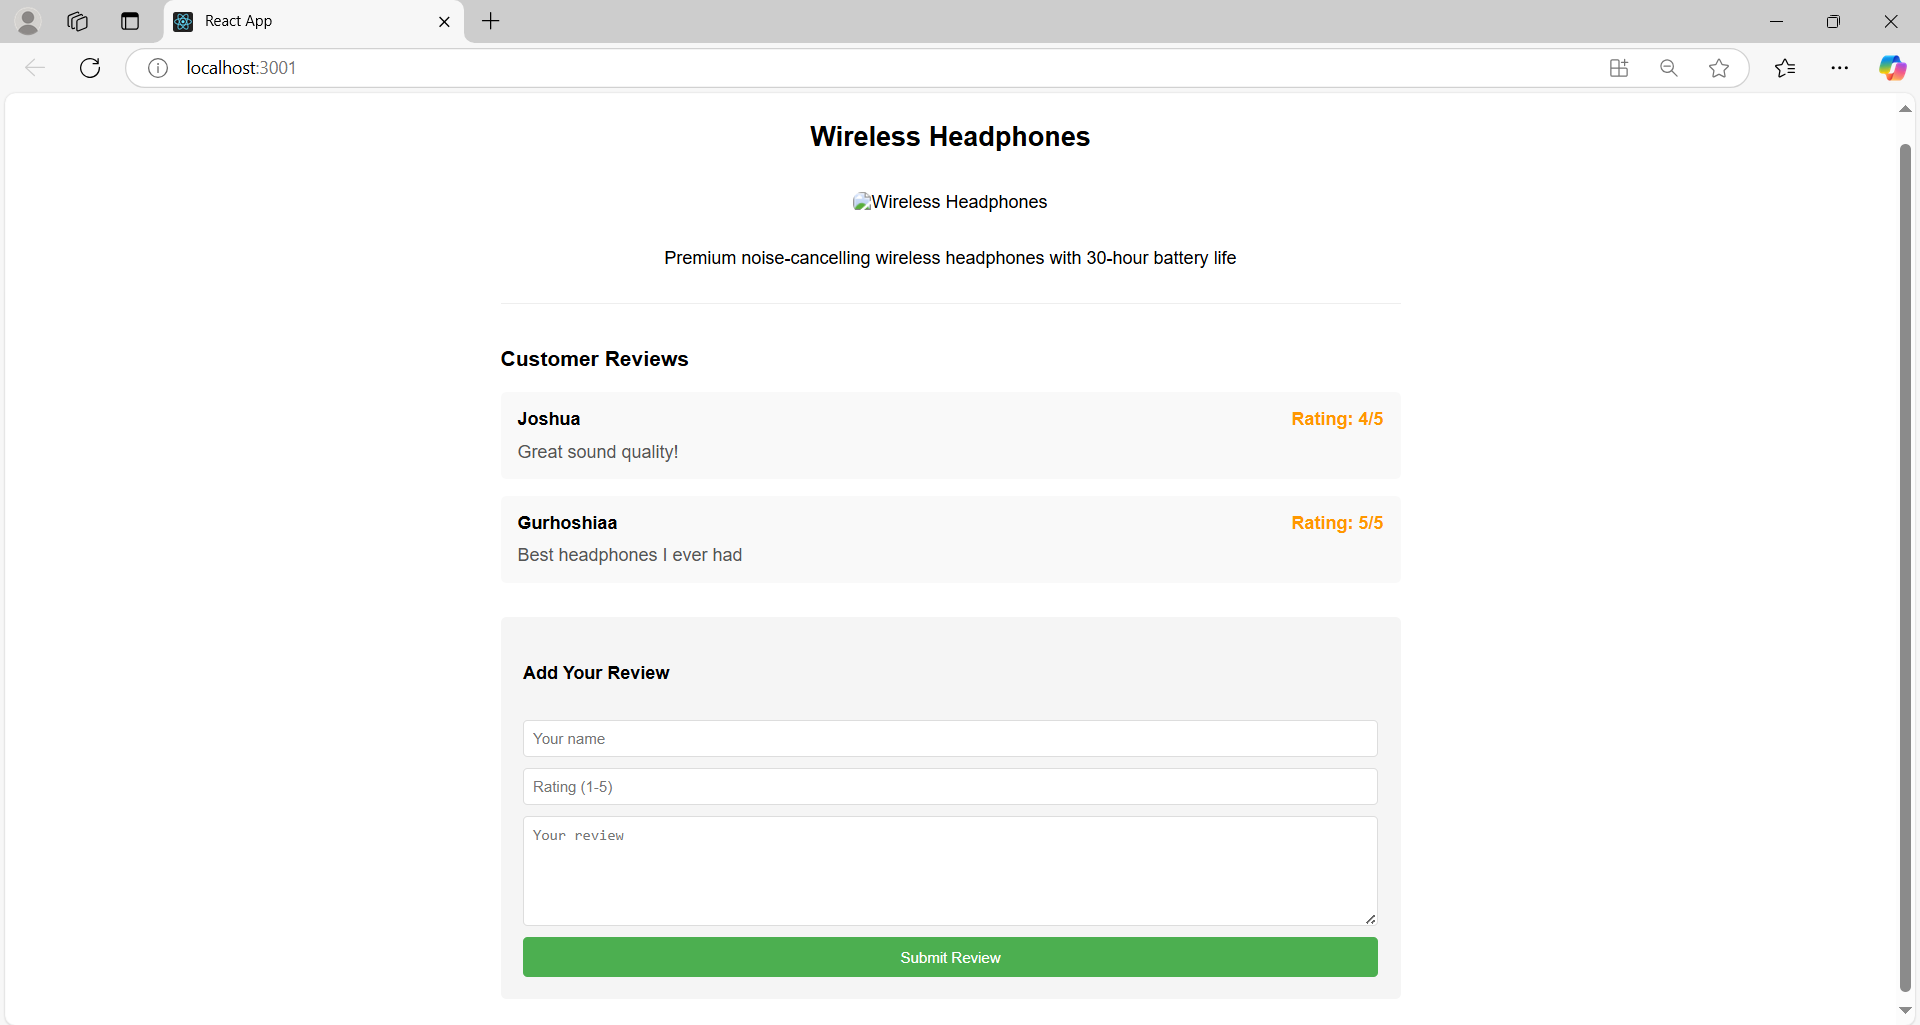 React App
localhost:3001
Wireless Headphones
Wireless Headphones
Premium noise-cancelling wireless headphones with 30-hour battery life
Customer Reviews
Joshua
Rating: 4/5
Great sound quality!
Gurhoshiaa
Rating: 5/5
Best headphones I ever had
Add Your Review
Your name
Rating (1-5)
Your review
Submit Review